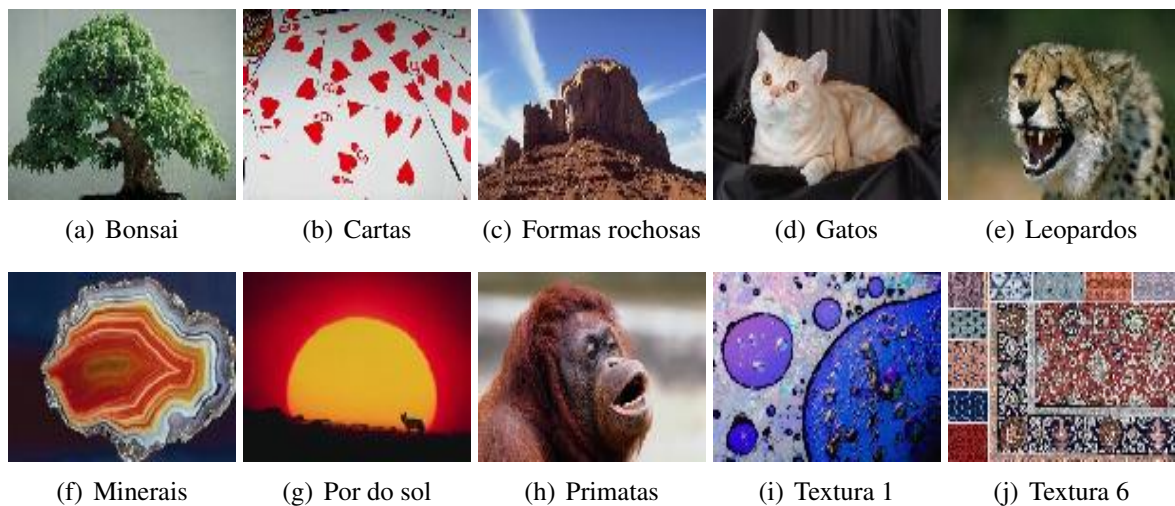 (a) Bonsai
(b) Cartas
(c) Formas rochosas
(d) Gatos
(e) Leopardos
(f) Minerais
(g) Por do sol
(h) Primatas
(i) Textura 1
(j) Textura 6